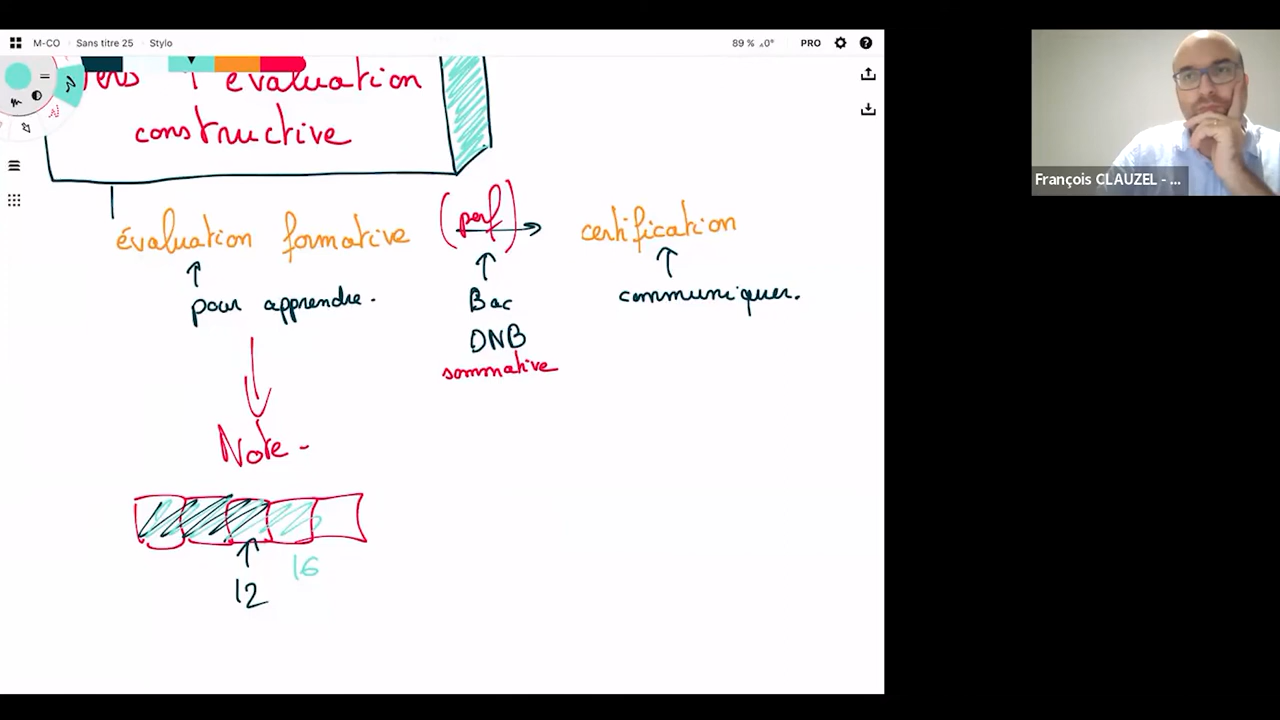 M-CO Sans titre 25 Stylo 89 % ⊿0° PRO
évaluation
constructive
François CLAUZEL - ...
évaluation formative (perf) certification
pour apprendre. Bac communiquer.
DNB
sommative
Note -
16
12